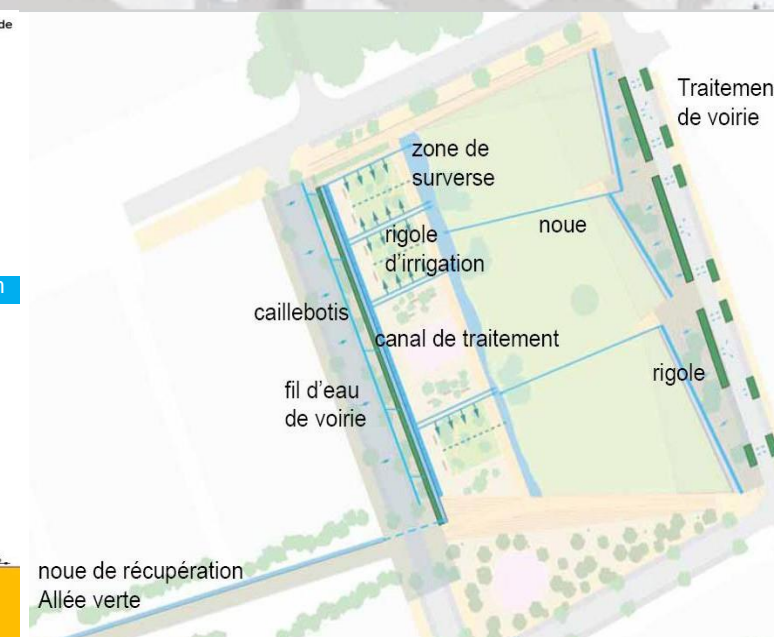 de
Traitemen
de voirie
zone de
surverse
noue
rigole
d'irrigation
n
caillebotis
canal de traitement
rigole
fil d'eau
de voirie
noue de récupération
Allée verte